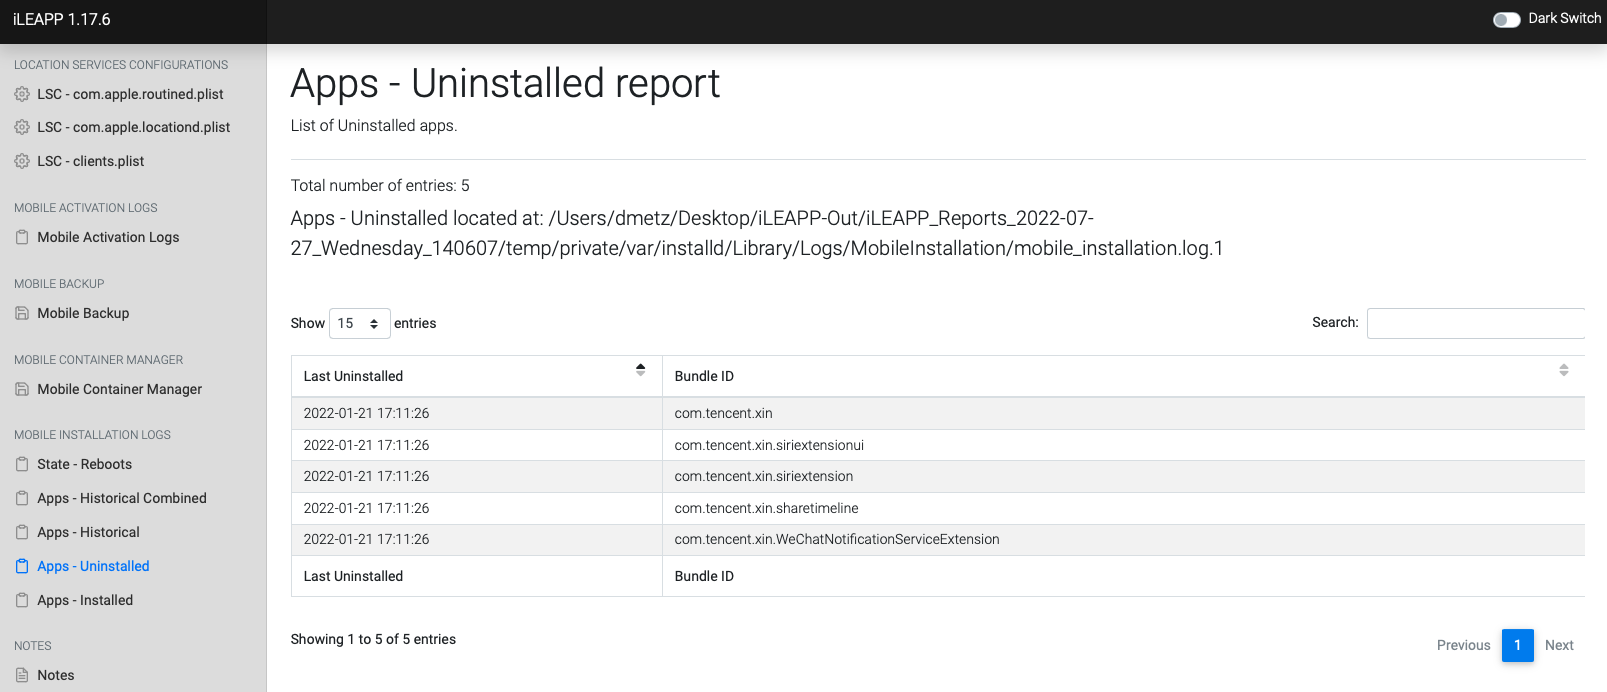 iLEAPP 1.17.6
Dark Switch
LOCATION SERVICES CONFIGURATIONS
LSC - com.apple.routined.plist
LSC - com.apple.locationd.plist
LSC - clients.plist
MOBILE ACTIVATION LOGS
Mobile Activation Logs
MOBILE BACKUP
Mobile Backup
MOBILE CONTAINER MANAGER
Mobile Container Manager
MOBILE INSTALLATION LOGS
State - Reboots
Apps - Historical Combined
Apps - Historical
Apps - Uninstalled
Apps - Installed
NOTES
Notes
Apps - Uninstalled report
List of Uninstalled apps.
Total number of entries: 5
Apps - Uninstalled located at: /Users/dmetz/Desktop/iLEAPP-Out/iLEAPP_Reports_2022-07-
27_Wednesday_140607/temp/private/var/installd/Library/Logs/MobileInstallation/mobile_installation.log.1
Show 15 entries
Search:
Last Uninstalled Bundle ID
2022-01-21 17:11:26 com.tencent.xin
2022-01-21 17:11:26 com.tencent.xin.siriextensionui
2022-01-21 17:11:26 com.tencent.xin.siriextension
2022-01-21 17:11:26 com.tencent.xin.sharetimeline
2022-01-21 17:11:26 com.tencent.xin.WeChatNotificationServiceExtension
Last Uninstalled Bundle ID
Showing 1 to 5 of 5 entries
Previous 1 Next